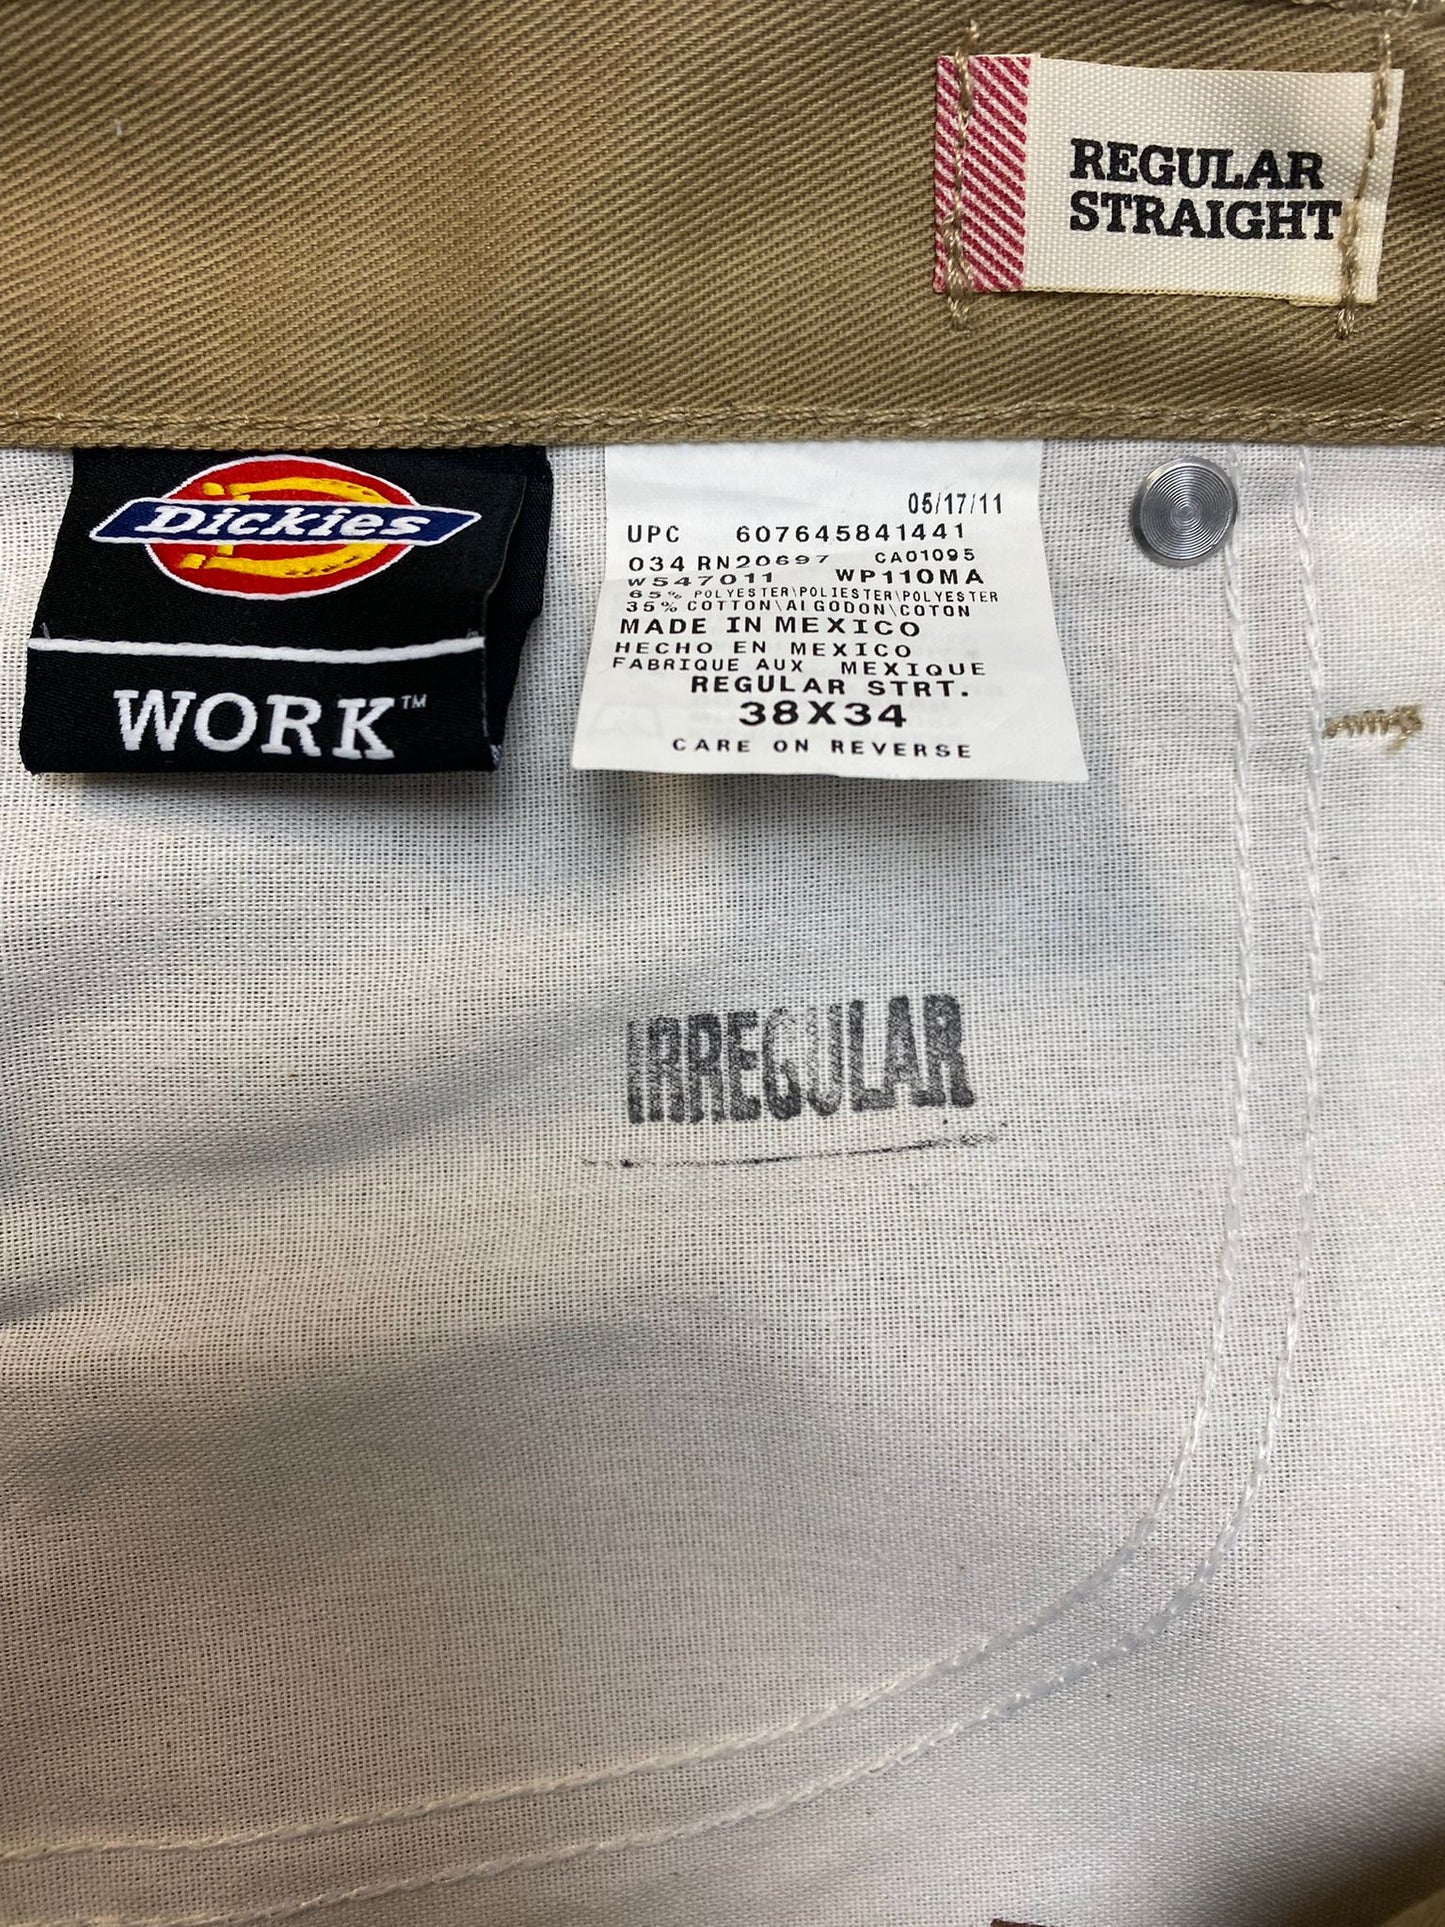 REGULAR
STRAIGHT
Dickies
WORK™
05/17/11
UPC 607645841441
034 RN20697 CA01095
W547011 WP110MA
65% POLYESTER\POLIESTER\POLYESTER
35% COTTON\ALGODON\COTON
MADE IN MEXICO
HECHO EN MEXICO
FABRIQUE AUX MEXIQUE
REGULAR STRT.
38X34
CARE ON REVERSE
IRREGULAR